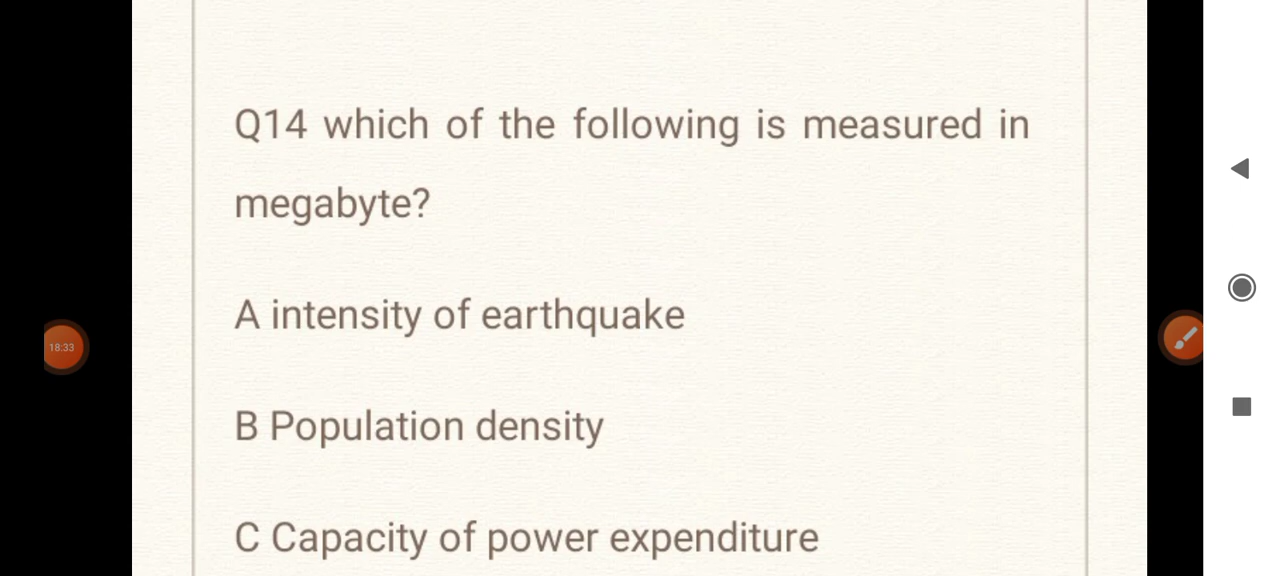 Q14 which of the following is measured in
megabyte?
A intensity of earthquake
18:33
B Population density
C Capacity of power expenditure